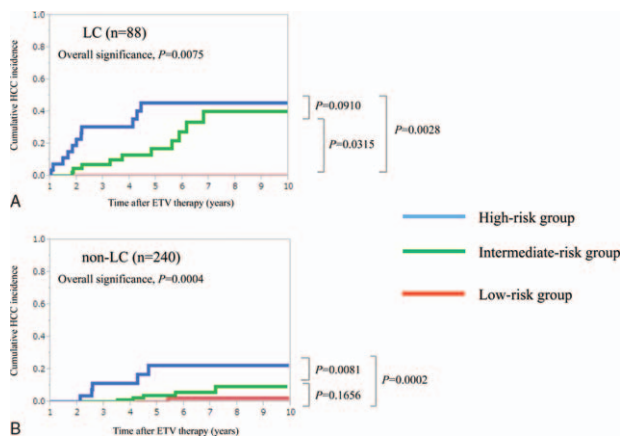 LC (n=88)
Overall significance, P=0.0075
Cumulative HCC incidence
1.0
0.8
0.6
0.4
0.2
0.0
1 2 3 4 5 6 7 8 9 10
Time after ETV therapy (years)
A
P=0.0910
P=0.0315
P=0.0028
High-risk group
Intermediate-risk group
Low-risk group
non-LC (n=240)
Overall significance, P=0.0004
Cumulative HCC incidence
1.0
0.8
0.6
0.4
0.2
0.0
1 2 3 4 5 6 7 8 9 10
Time after ETV therapy (years)
B
P=0.0081
P=0.1656
P=0.0002